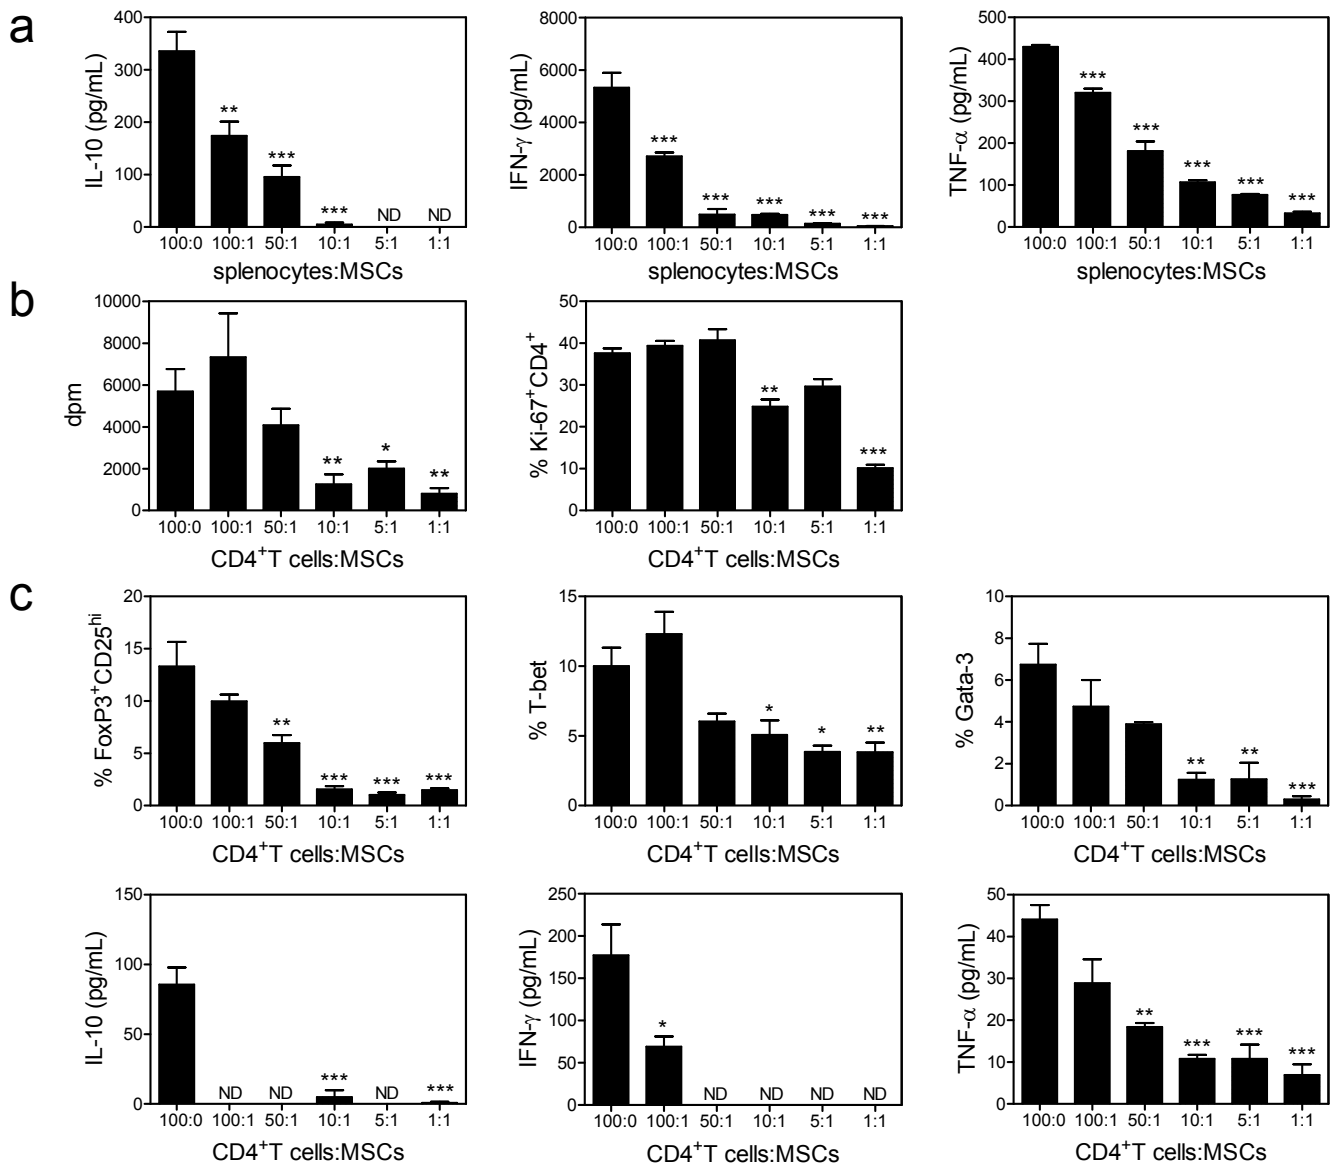 a
IL-10 (pg/mL)
400
300
200
100
0
**
***
***
ND
ND
100:0 100:1 50:1 10:1 5:1 1:1
splenocytes:MSCs
IFN-γ (pg/mL)
8000
6000
4000
2000
0
***
***
***
***
***
100:0 100:1 50:1 10:1 5:1 1:1
splenocytes:MSCs
TNF-α (pg/mL)
500
400
300
200
100
0
***
***
***
***
***
100:0 100:1 50:1 10:1 5:1 1:1
splenocytes:MSCs
b
dpm
10000
8000
6000
4000
2000
0
**
*
**
100:0 100:1 50:1 10:1 5:1 1:1
CD4⁺T cells:MSCs
% Ki-67⁺CD4⁺
50
40
30
20
10
0
**
***
100:0 100:1 50:1 10:1 5:1 1:1
CD4⁺T cells:MSCs
c
% FoxP3⁺CD25ʰⁱ
20
15
10
5
0
**
***
***
***
100:0 100:1 50:1 10:1 5:1 1:1
CD4⁺T cells:MSCs
% T-bet
15
10
5
0
*
*
**
100:0 100:1 50:1 10:1 5:1 1:1
CD4⁺T cells:MSCs
% Gata-3
10
8
6
4
2
0
**
**
***
100:0 100:1 50:1 10:1 5:1 1:1
CD4⁺T cells:MSCs
IL-10 (pg/mL)
150
100
50
0
ND
ND
***
ND
***
100:0 100:1 50:1 10:1 5:1 1:1
CD4⁺T cells:MSCs
IFN-γ (pg/mL)
250
200
150
100
50
0
*
ND
ND
ND
ND
100:0 100:1 50:1 10:1 5:1 1:1
CD4⁺T cells:MSCs
TNF-α (pg/mL)
50
40
30
20
10
0
**
***
***
***
100:0 100:1 50:1 10:1 5:1 1:1
CD4⁺T cells:MSCs